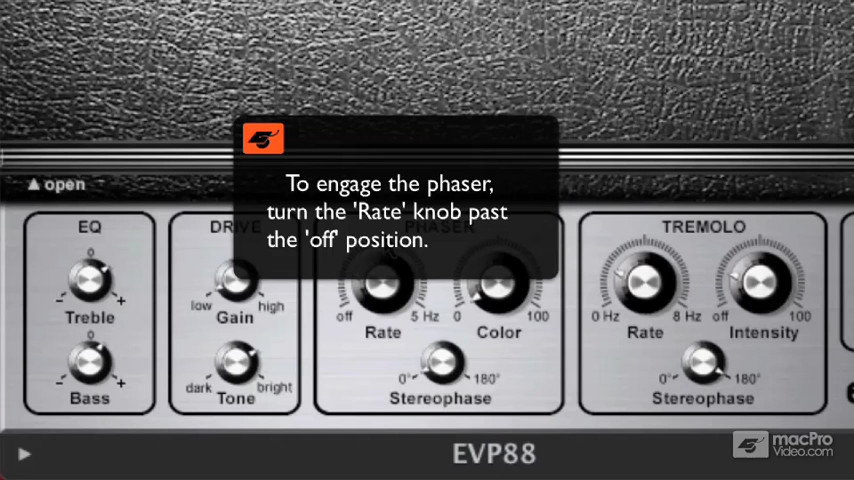 To engage the phaser,
turn the 'Rate' knob past
the 'off' position.
▲open
EQ
DRIVE
PHASER
TREMOLO
0
- +
Treble
0
- +
Bass
low high
Gain
dark bright
Tone
off 5 Hz
Rate
0 100
Color
0° 180°
Stereophase
0 Hz 8 Hz
Rate
off 100
Intensity
0° 180°
Stereophase
EVP88
macPro
Video.com